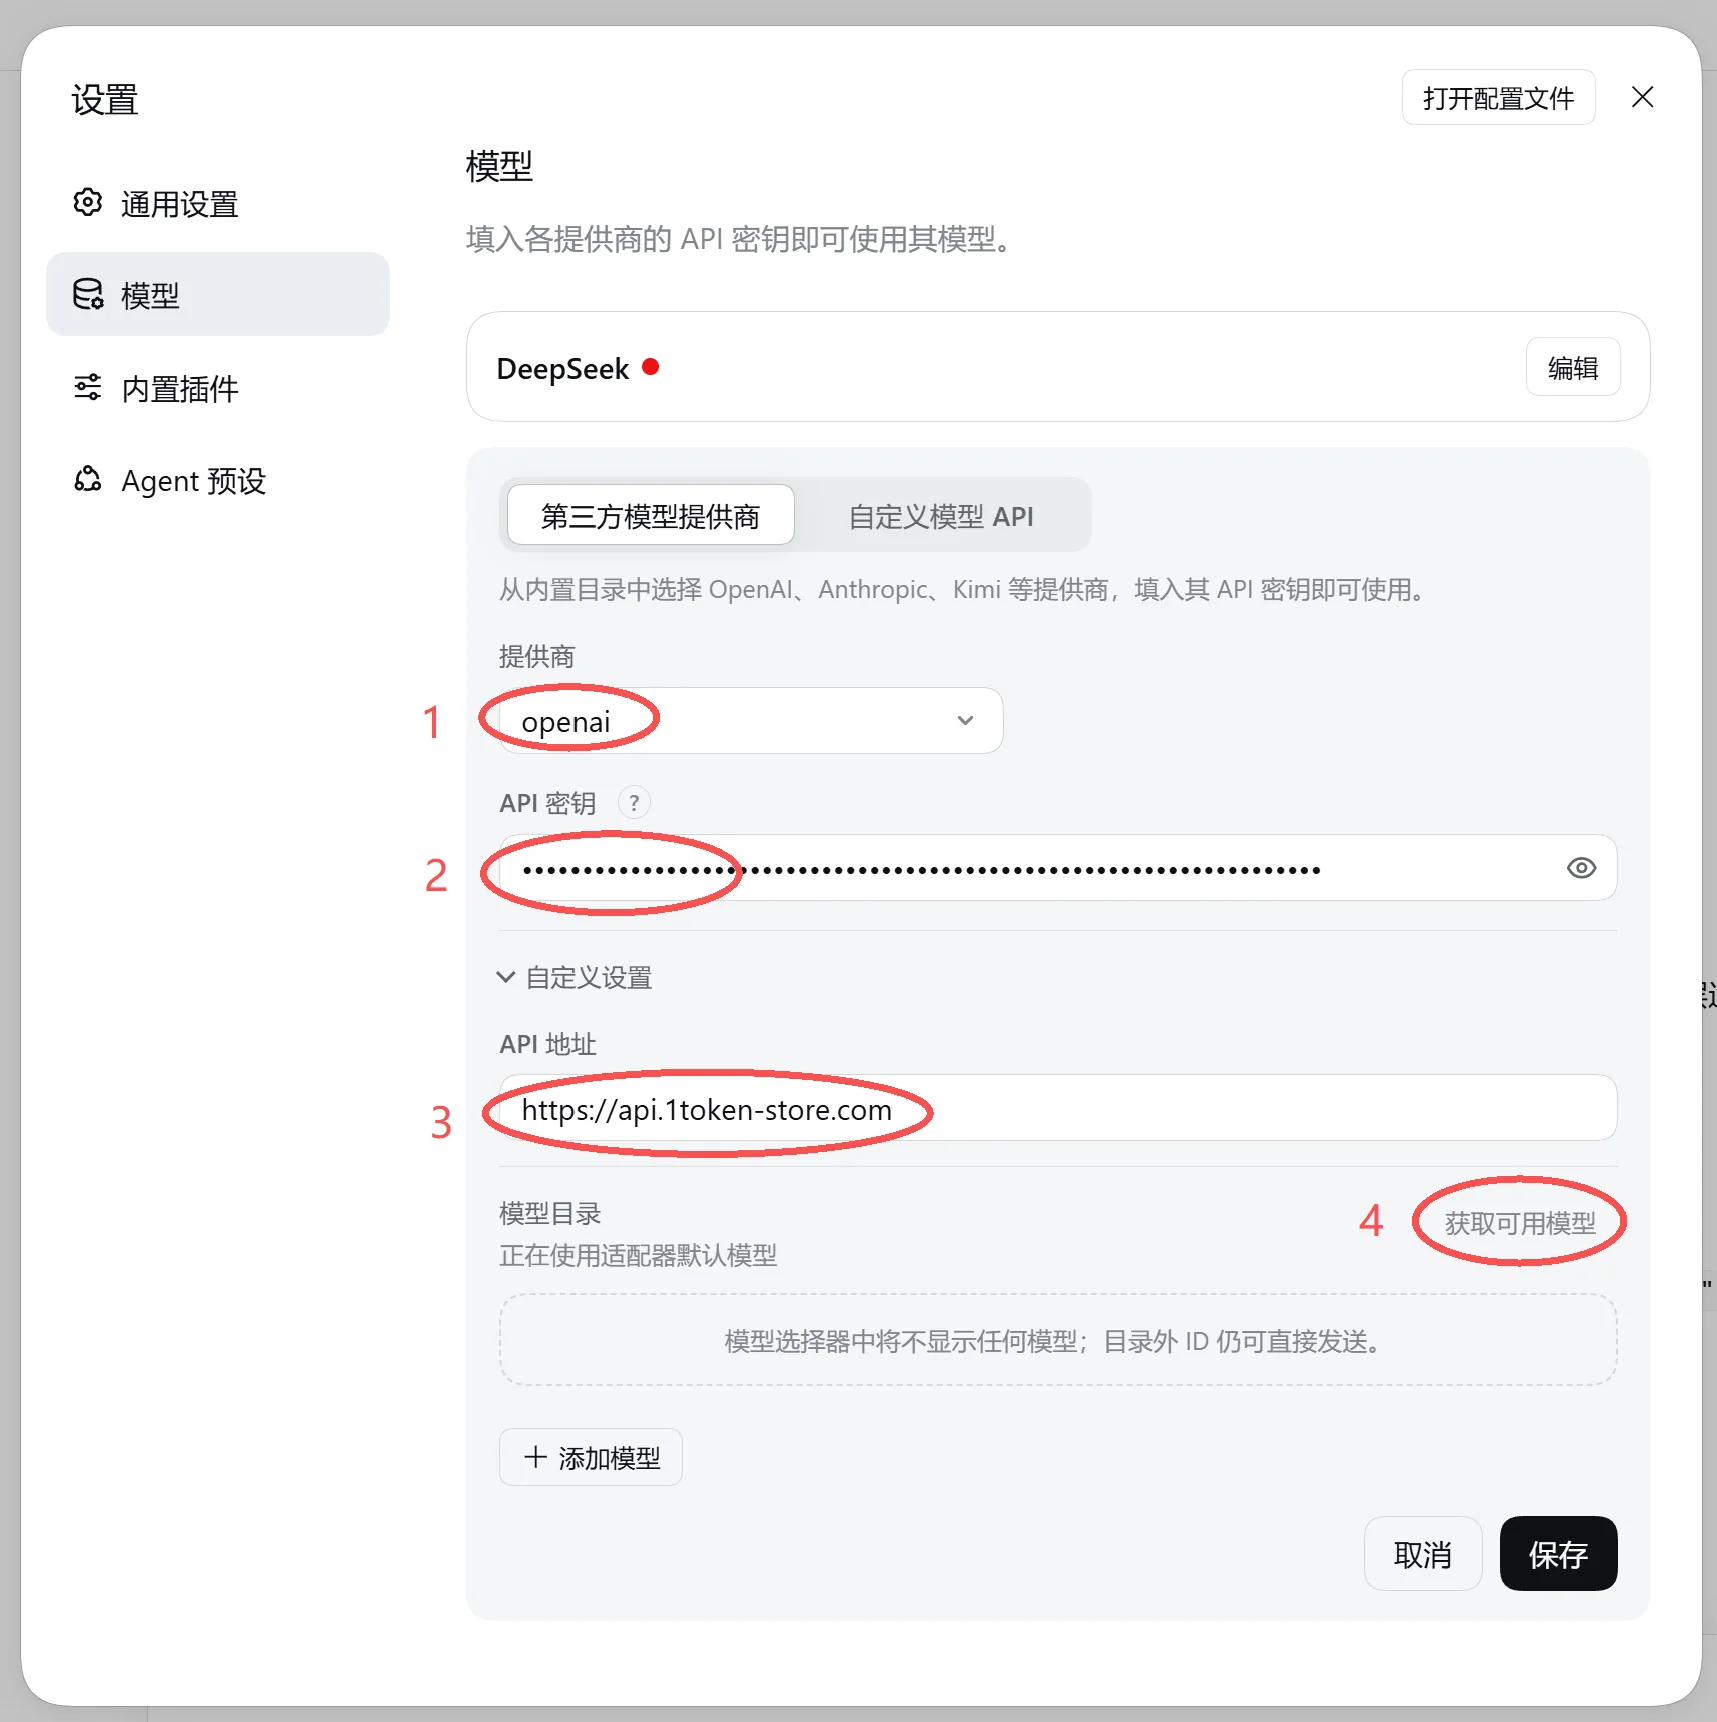 设置
打开配置文件
通用设置
模型
内置插件
Agent 预设
模型
填入各提供商的 API 密钥即可使用其模型。
DeepSeek
编辑
第三方模型提供商
自定义模型 API
从内置目录中选择 OpenAI、Anthropic、Kimi 等提供商，填入其 API 密钥即可使用。
提供商
1
openai
API 密钥 ?
2
自定义设置
API 地址
3
https://api.1token-store.com
模型目录
4
获取可用模型
正在使用适配器默认模型
模型选择器中将不显示任何模型；目录外 ID 仍可直接发送。
+ 添加模型
取消
保存